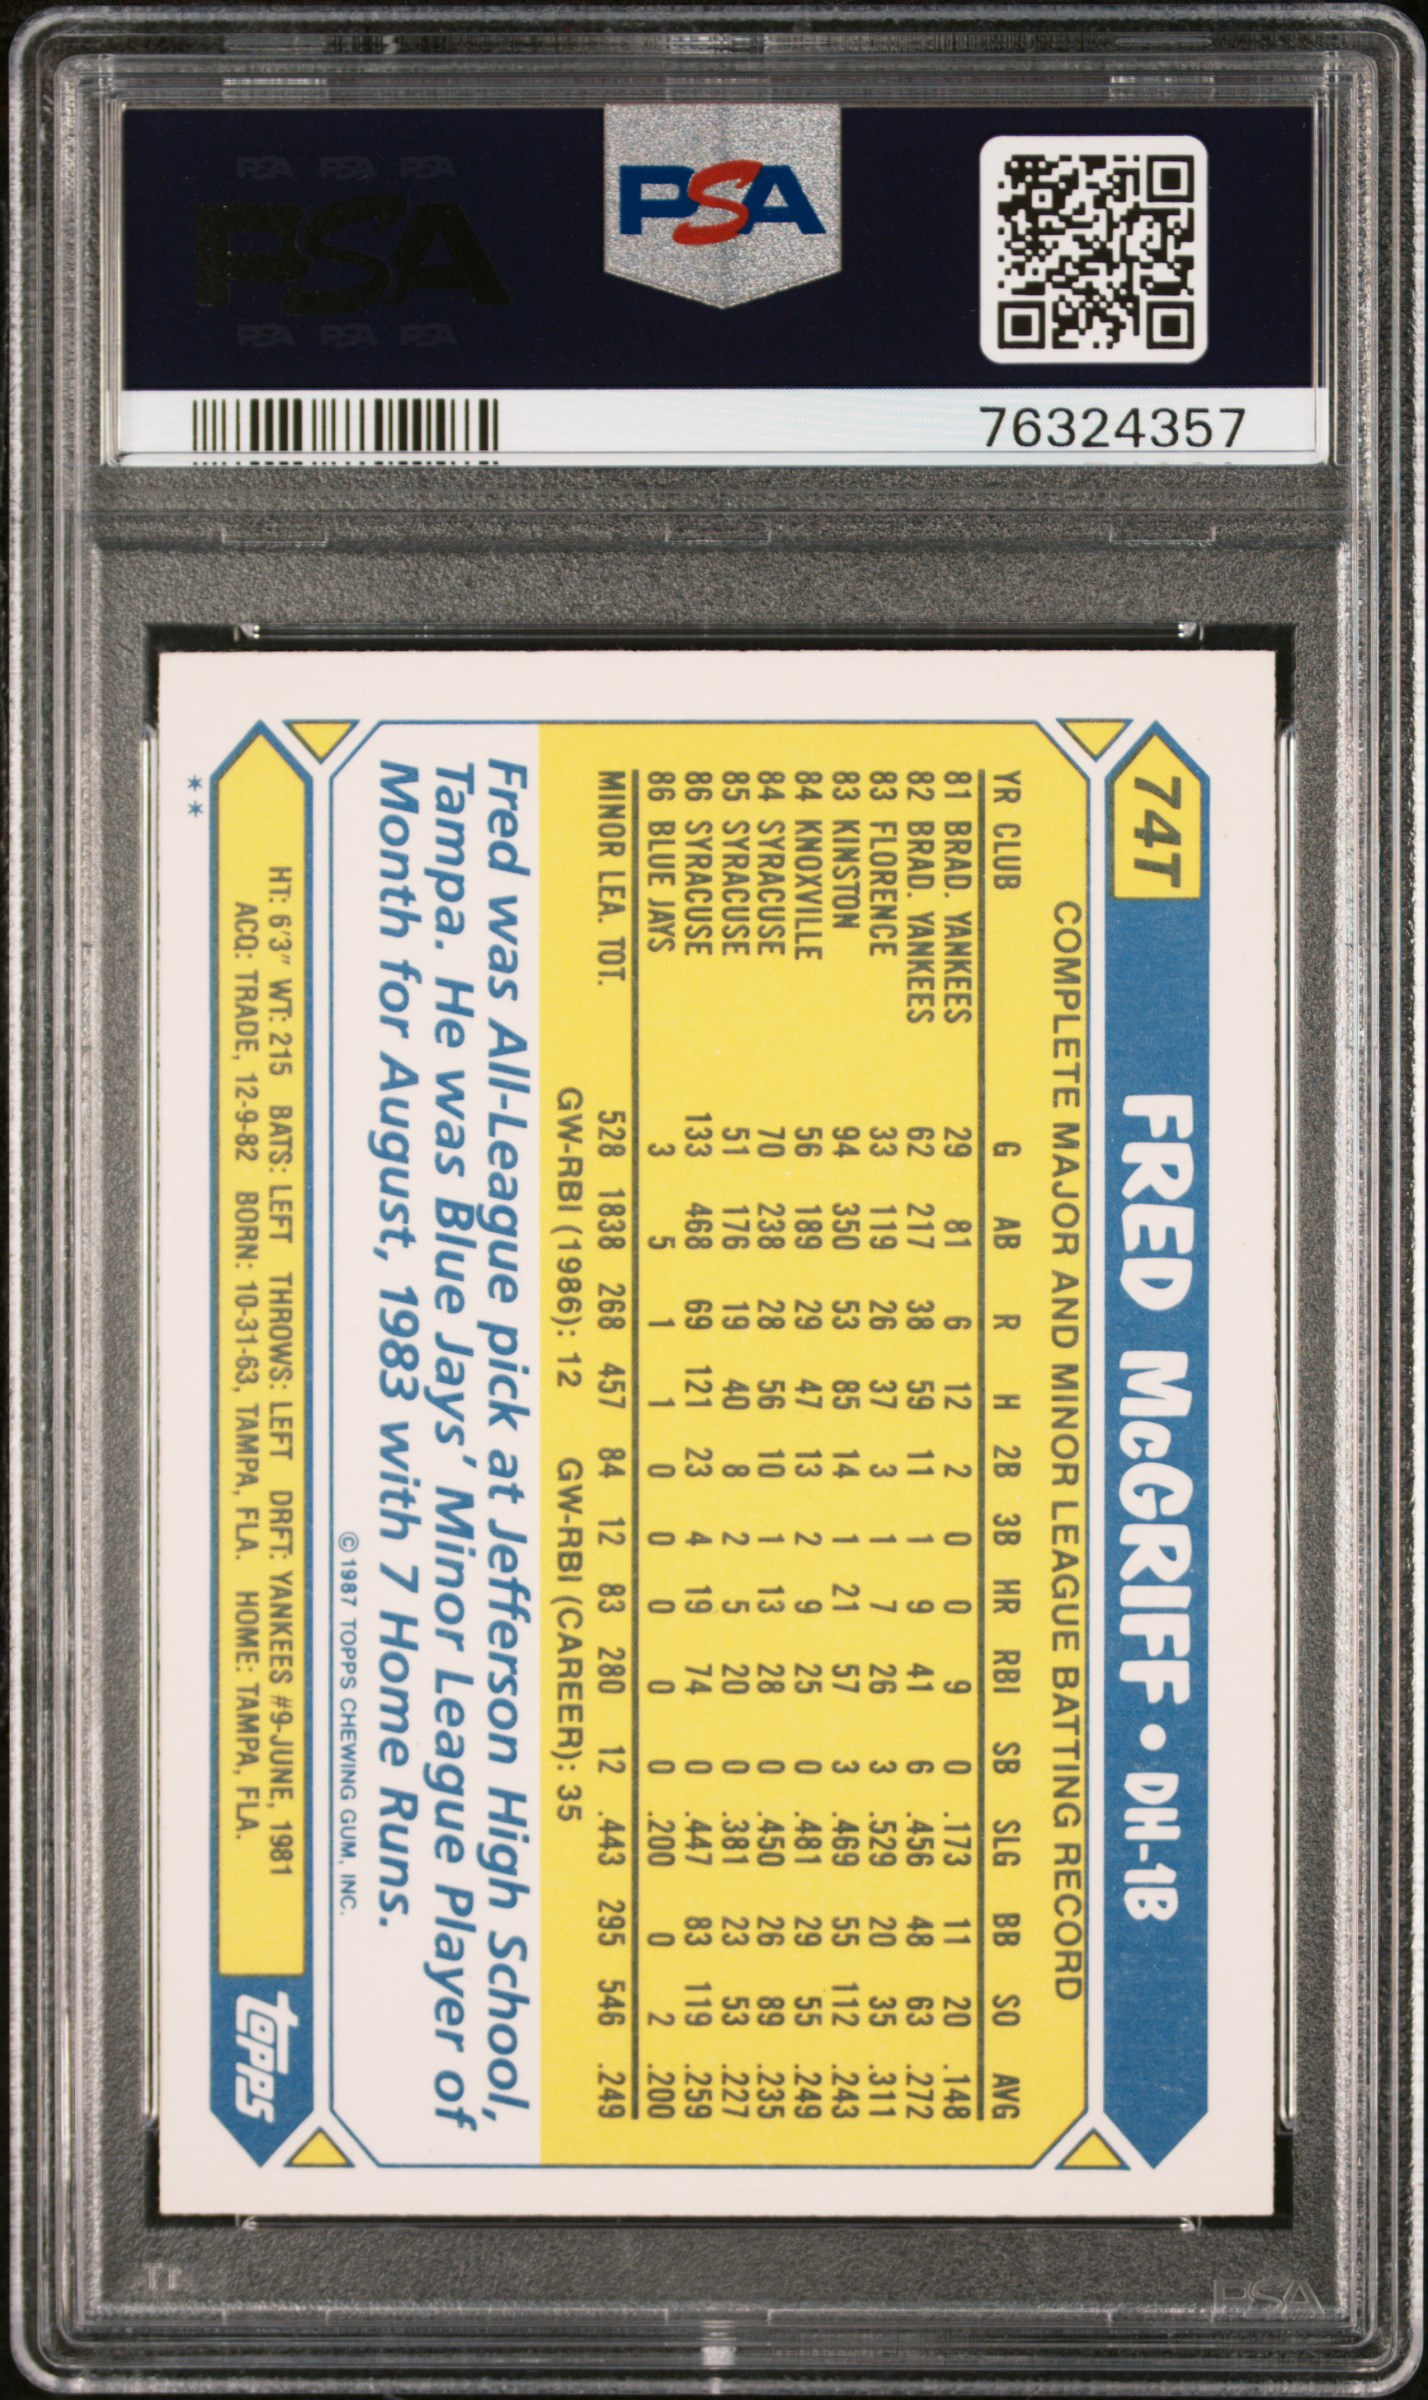 PSA PSA PSA
PSA
PSA PSA PSA
PSA
76324357
74T FRED McGRIFF • DH-1B
COMPLETE MAJOR AND MINOR LEAGUE BATTING RECORD
YR CLUB G AB R H 2B 3B HR RBI SB SLG BB SO AVG
81 BRAD. YANKEES 29 81 6 12 2 0 0 9 0 .173 11 20 .148
82 BRAD. YANKEES 62 217 38 59 11 1 9 41 6 .456 48 63 .272
83 FLORENCE 33 119 26 37 3 1 7 26 3 .529 20 35 .311
83 KINSTON 94 350 53 85 14 1 21 57 3 .469 55 112 .243
84 KNOXVILLE 56 189 29 47 13 2 9 25 0 .481 29 55 .249
84 SYRACUSE 70 238 28 56 10 1 13 28 0 .450 26 89 .235
85 SYRACUSE 51 176 19 40 8 2 5 20 0 .381 23 53 .227
86 SYRACUSE 133 468 69 121 23 4 19 74 0 .447 83 119 .259
86 BLUE JAYS 3 5 1 1 0 0 0 0 0 .200 0 2 .200
MINOR LEA. TOT. 528 1838 268 457 84 12 83 280 12 .443 295 546 .249
GW-RBI (1986): 12 GW-RBI (CAREER): 35
Fred was All-League pick at Jefferson High School,
Tampa. He was Blue Jays' Minor League Player of
Month for August, 1983 with 7 Home Runs.
©1987 TOPPS CHEWING GUM, INC.
HT: 6'3" WT: 215 BATS: LEFT THROWS: LEFT DRFT: YANKEES #9-JUNE, 1981
ACQ: TRADE, 12-9-82 BORN: 10-31-63, TAMPA, FLA. HOME: TAMPA, FLA.
topps
**
PSA